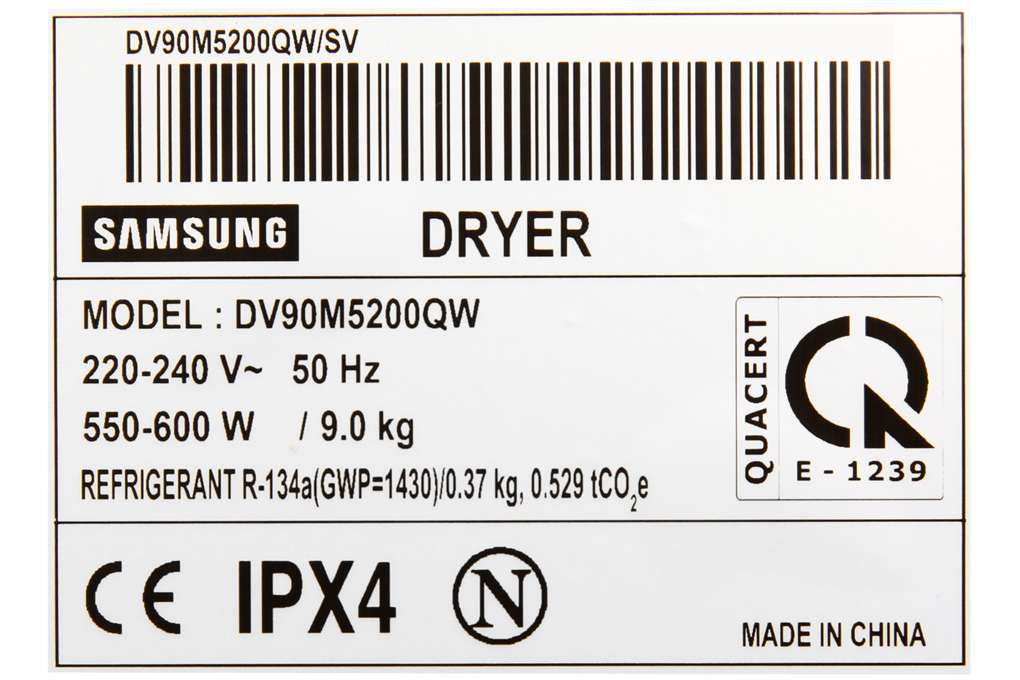 DV90M5200QW/SV
SAMSUNG
DRYER
MODEL : DV90M5200QW
220-240 V~ 50 Hz
550-600 W / 9.0 kg
REFRIGERANT R-134a(GWP=1430)/0.37 kg, 0.529 tCO₂e
QUACERT
E - 1239
CE IPX4 N
MADE IN CHINA